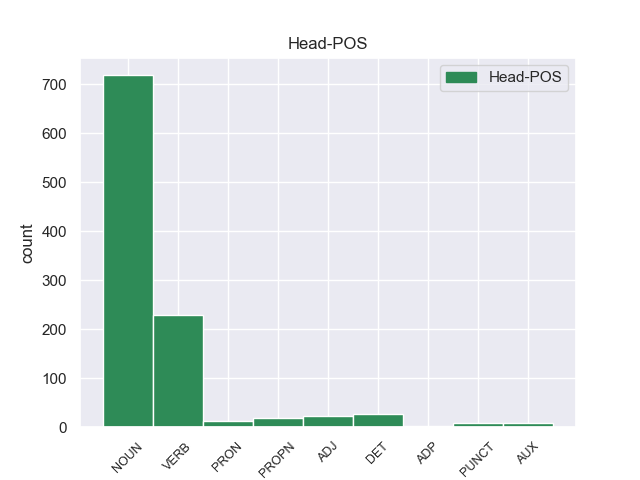 Head-POS
Head-POS
count
700
600
500
400
300
200
100
0
NOUN
VERB
PRON
PROPN
ADJ
DET
ADP
PUNCT
AUX